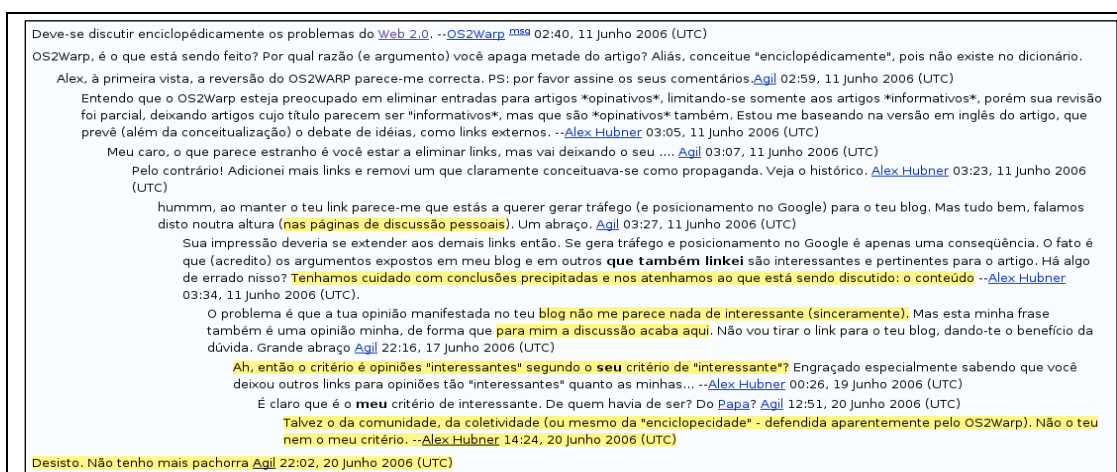 Deve-se discutir enciclopédicamente os problemas do Web 2.0. --OS2Warp msg 02:40, 11 Junho 2006 (UTC)
OS2Warp, é o que está sendo feito? Por qual razão (e argumento) você apaga metade do artigo? Aliás, conceitue "enciclopédicamente", pois não existe no dicionário.
Alex, à primeira vista, a reversão do OS2WARP parece-me correcta. PS: por favor assine os seus comentários.Agil 02:59, 11 Junho 2006 (UTC)
Entendo que o OS2Warp esteja preocupado em eliminar entradas para artigos *opinativos*, limitando-se somente aos artigos *informativos*, porém sua revisão
foi parcial, deixando artigos cujo título parecem ser "informativos", mas que são *opinativos* também. Estou me baseando na versão em inglês do artigo, que
prevê (além da conceitualização) o debate de idéias, como links externos. --Alex Hubner 03:05, 11 Junho 2006 (UTC)
Meu caro, o que parece estranho é você estar a eliminar links, mas vai deixando o seu .... Agil 03:07, 11 Junho 2006 (UTC)
Pelo contrário! Adicionei mais links e removi um que claramente conceituava-se como propaganda. Veja o histórico. Alex Hubner 03:23, 11 Junho 2006
(UTC)
hummm, ao manter o teu link parece-me que estás a querer gerar tráfego (e posicionamento no Google) para o teu blog. Mas tudo bem, falamos
disto noutra altura (nas páginas de discussão pessoais). Um abraço. Agil 03:27, 11 Junho 2006 (UTC)
Sua impressão deveria se extender aos demais links então. Se gera tráfego e posicionamento no Google é apenas uma conseqüência. O fato é
que (acredito) os argumentos expostos em meu blog e em outros que também linkei são interessantes e pertinentes para o artigo. Há algo
de errado nisso? Tenhamos cuidado com conclusões precipitadas e nos atenhamos ao que está sendo discutido: o conteúdo --Alex Hubner
03:34, 11 Junho 2006 (UTC).
O problema é que a tua opinião manifestada no teu blog não me parece nada de interessante (sinceramente). Mas esta minha frase
também é uma opinião minha, de forma que para mim a discussão acaba aqui. Não vou tirar o link para o teu blog, dando-te o benefício da
dúvida. Grande abraço Agil 22:16, 17 Junho 2006 (UTC)
Ah, então o critério é opiniões "interessantes" segundo o seu critério de "interessante"? Engraçado especialmente sabendo que você
deixou outros links para opiniões tão "interessantes" quanto as minhas... --Alex Hubner 00:26, 19 Junho 2006 (UTC)
É claro que é o meu critério de interessante. De quem havia de ser? Do Papa? Agil 12:51, 20 Junho 2006 (UTC)
Talvez o da comunidade, da coletividade (ou mesmo da "enciclopecidade" - defendida aparentemente pelo OS2Warp). Não o teu
nem o meu critério. --Alex Hubner 14:24, 20 Junho 2006 (UTC)
Desisto. Não tenho mais pachorra Agil 22:02, 20 Junho 2006 (UTC)